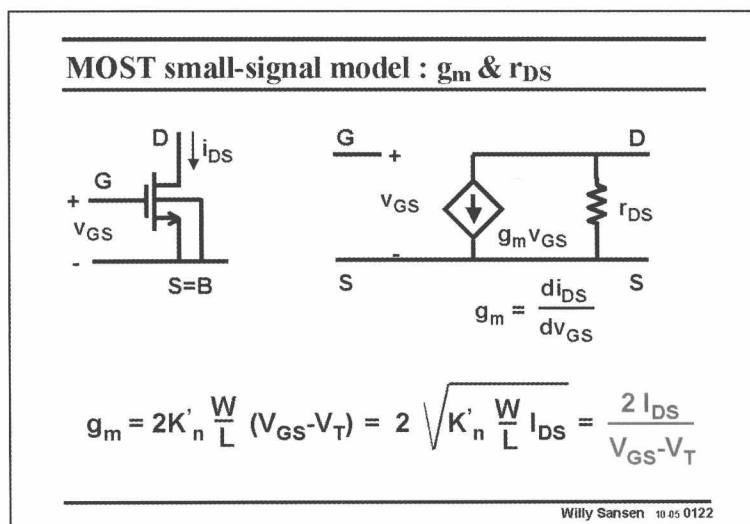 MOST small-signal model : gm & rDS
D
iDS
G
+
vGS
-
S=B
G
+
D
vGS
gmvGS
rDS
-
S
S
gm = diDS / dvGS
gm = 2K'n W/L (VGS-VT) = 2 √ K'n W/L IDS = 2 IDS / VGS-VT
Willy Sansen 10-05 0122